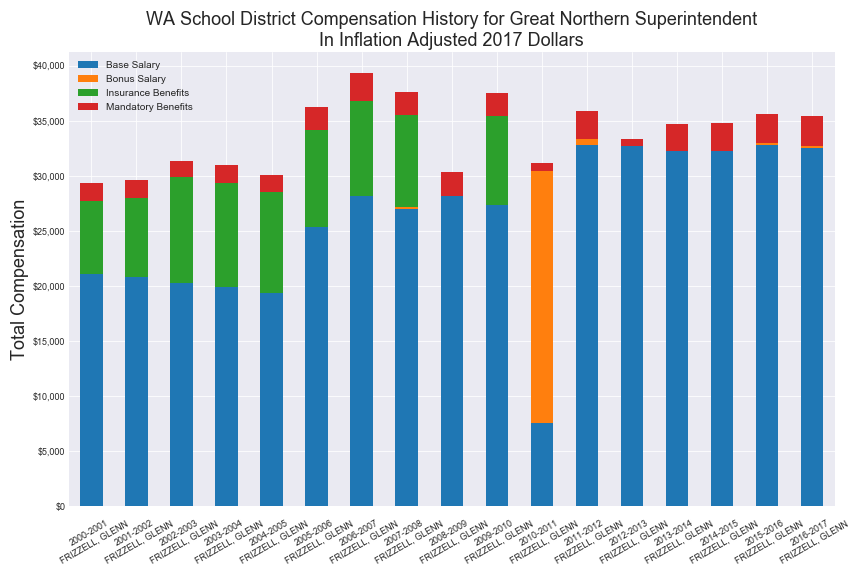 WA School District Compensation History for Great Northern Superintendent
In Inflation Adjusted 2017 Dollars
Base Salary
Bonus Salary
Insurance Benefits
Mandatory Benefits
Total Compensation
$40,000
$35,000
$30,000
$25,000
$20,000
$15,000
$10,000
$5,000
$0
2000-2001
FRIZZELL, GLENN
2001-2002
FRIZZELL, GLENN
2002-2003
FRIZZELL, GLENN
2003-2004
FRIZZELL, GLENN
2004-2005
FRIZZELL, GLENN
2005-2006
FRIZZELL, GLENN
2006-2007
FRIZZELL, GLENN
2007-2008
FRIZZELL, GLENN
2008-2009
FRIZZELL, GLENN
2009-2010
FRIZZELL, GLENN
2010-2011
FRIZZELL, GLENN
2011-2012
FRIZZELL, GLENN
2012-2013
FRIZZELL, GLENN
2013-2014
FRIZZELL, GLENN
2014-2015
FRIZZELL, GLENN
2015-2016
FRIZZELL, GLENN
2016-2017
FRIZZELL, GLENN